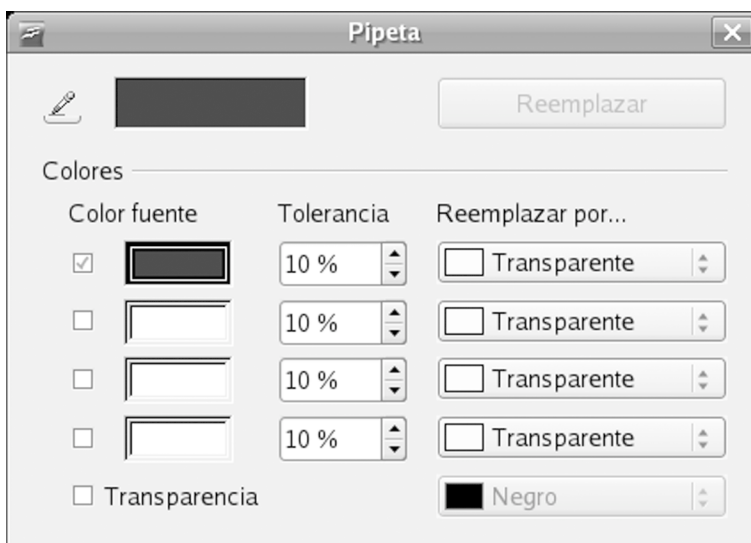 Pipeta
Reemplazar
Colores
Color fuente Tolerancia Reemplazar por...
10 % Transparente
10 % Transparente
10 % Transparente
10 % Transparente
Transparencia Negro